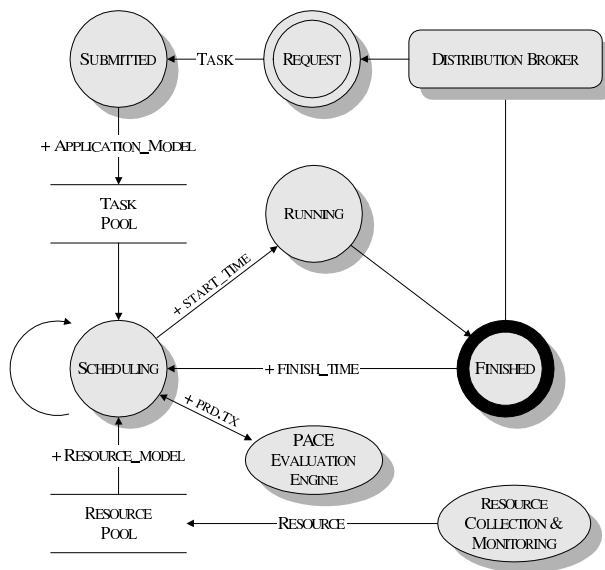 SUBMITTED
TASK
REQUEST
DISTRIBUTION BROKER
+ APPLICATION_MODEL
TASK
POOL
RUNNING
+ START_TIME
SCHEDULING
+ FINISH_TIME
FINISHED
+ PRD.TX
PACE
EVALUATION
ENGINE
+ RESOURCE_MODEL
RESOURCE
POOL
RESOURCE
RESOURCE
COLLECTION &
MONITORING